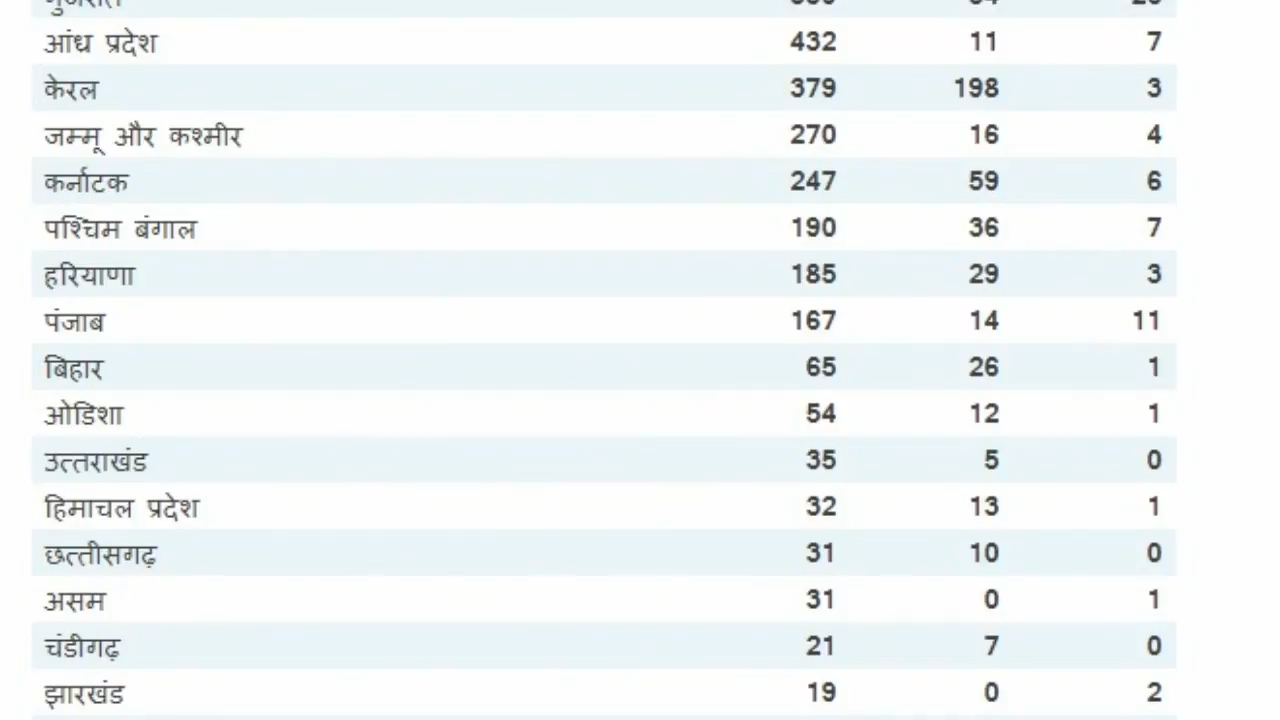 आंध प्रदेश 432 11 7
केरल 379 198 3
जम्मू और कश्मीर 270 16 4
कर्नाटक 247 59 6
पश्चिम बंगाल 190 36 7
हरियाणा 185 29 3
पंजाब 167 14 11
बिहार 65 26 1
ओडिशा 54 12 1
उत्तराखंड 35 5 0
हिमाचल प्रदेश 32 13 1
छत्तीसगढ़ 31 10 0
असम 31 0 1
चंडीगढ़ 21 7 0
झारखंड 19 0 2